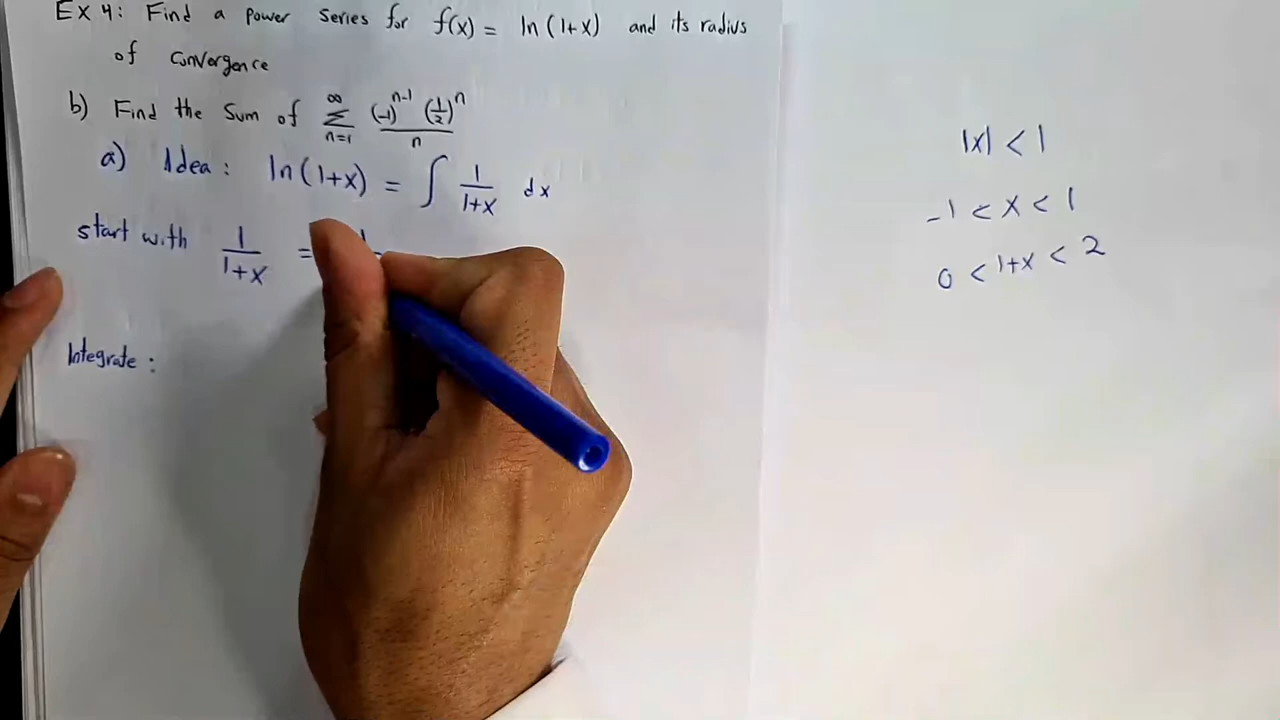 Ex 4: Find a power series for f(x) = ln(1+x) and its radius
of convergence
b) Find the sum of ∞ Σ n=1 (-1)^{n-1} (1/2)^n / n
a) Idea: ln(1+x) = ∫ 1/(1+x) dx
start with 1/(1+x) =
Integrate:
|x| < 1
-1 < x < 1
0 < 1+x < 2